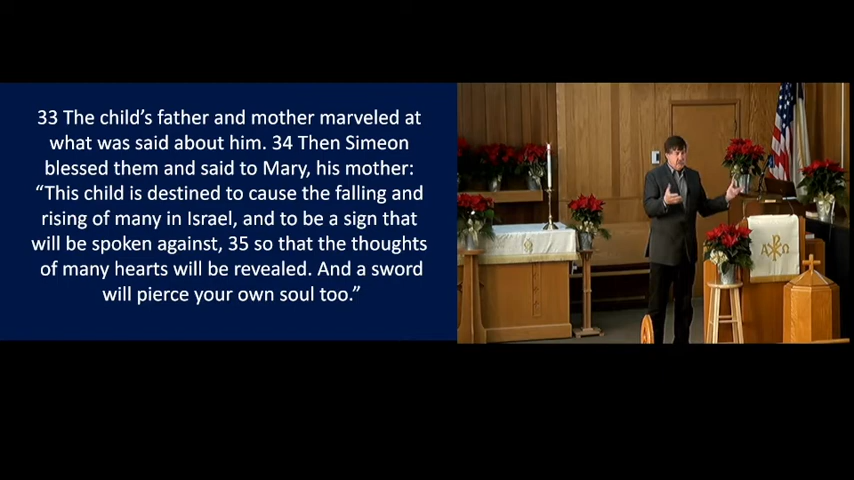 33 The child’s father and mother marveled at
what was said about him. 34 Then Simeon
blessed them and said to Mary, his mother:
“This child is destined to cause the falling and
rising of many in Israel, and to be a sign that
will be spoken against, 35 so that the thoughts
of many hearts will be revealed. And a sword
will pierce your own soul too.”
ΑΩ